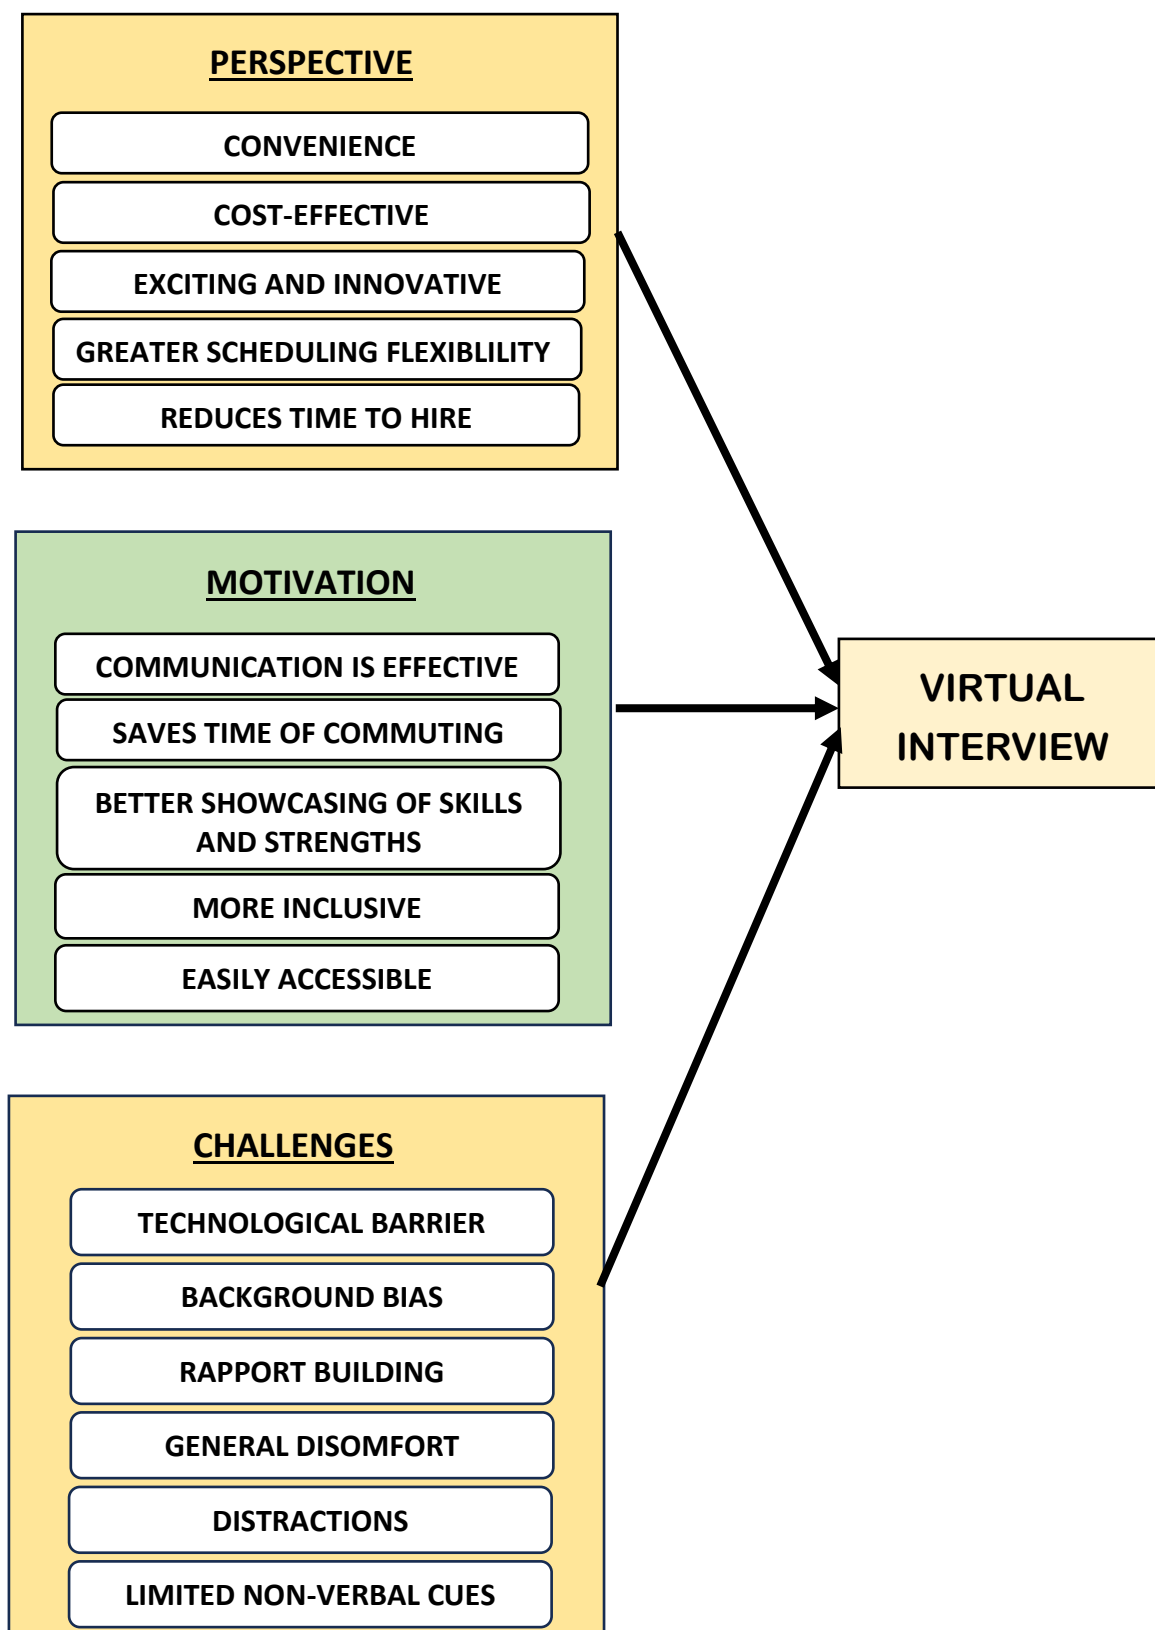 PERSPECTIVE
CONVENIENCE
COST-EFFECTIVE
EXCITING AND INNOVATIVE
GREATER SCHEDULING FLEXIBLILITY
REDUCES TIME TO HIRE
MOTIVATION
COMMUNICATION IS EFFECTIVE
SAVES TIME OF COMMUTING
BETTER SHOWCASING OF SKILLS
AND STRENGTHS
MORE INCLUSIVE
EASILY ACCESSIBLE
VIRTUAL
INTERVIEW
CHALLENGES
TECHNOLOGICAL BARRIER
BACKGROUND BIAS
RAPPORT BUILDING
GENERAL DISOMFORT
DISTRACTIONS
LIMITED NON-VERBAL CUES